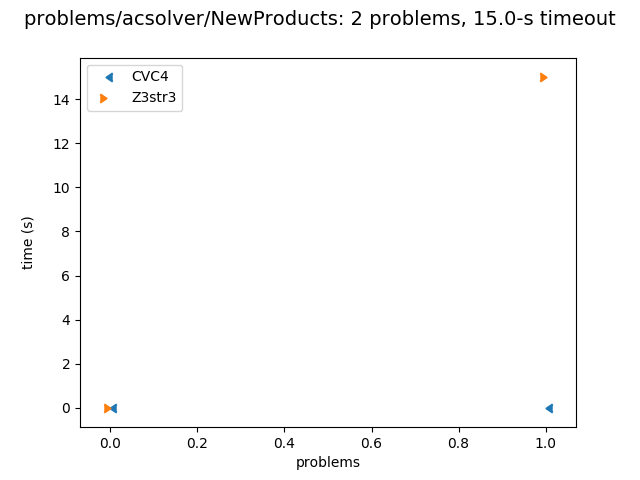 problems/acsolver/NewProducts: 2 problems, 15.0-s timeout
CVC4
Z3str3
14
12
10
8
6
4
2
0
time (s)
0.0 0.2 0.4 0.6 0.8 1.0
problems